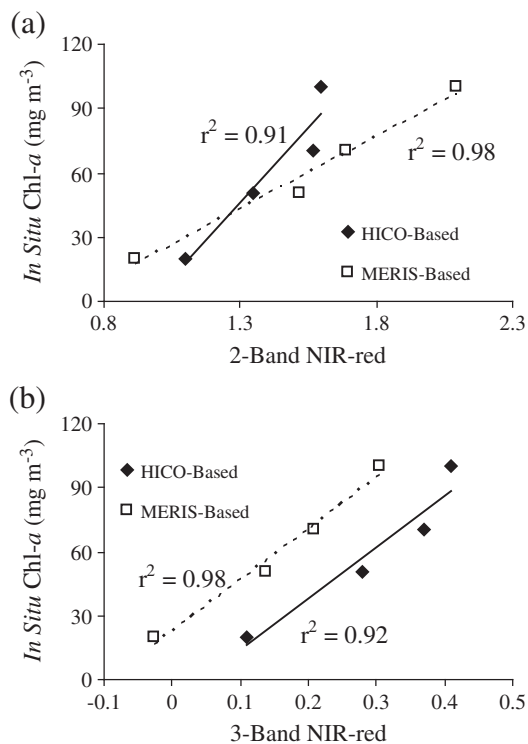 (a)
120
90
60
30
0
In Situ Chl-a (mg m⁻³)
r² = 0.91
r² = 0.98
HICO-Based
MERIS-Based
0.8 1.3 1.8 2.3
2-Band NIR-red
(b)
120
90
60
30
0
In Situ Chl-a (mg m⁻³)
HICO-Based
MERIS-Based
r² = 0.98
r² = 0.92
-0.1 0 0.1 0.2 0.3 0.4 0.5
3-Band NIR-red